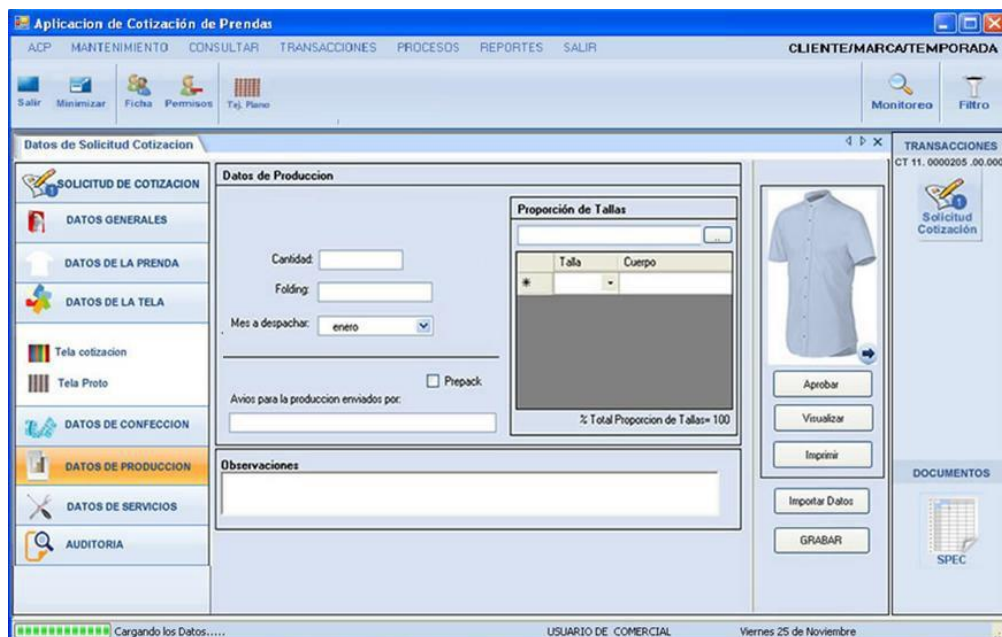 Aplicacion de Cotización de Prendas
ACP MANTENIMIENTO CONSULTAR TRANSACCIONES PROCESOS REPORTES SALIR
CLIENTE/MARCA/TEMPORADA
Salir Minimizar Ficha Permisos Tej. Plano
Monitoreo Filtro
Datos de Solicitud Cotizacion
SOLICITUD DE COTIZACION
DATOS GENERALES
DATOS DE LA PRENDA
DATOS DE LA TELA
Tela cotizacion
Tela Proto
DATOS DE CONFECCION
DATOS DE PRODUCCION
DATOS DE SERVICIOS
AUDITORIA
Datos de Produccion
Cantidad:
Folding:
Mes a despachar: enero
Prepack
Avios para la produccion enviados por:
Proporción de Tallas
..
Talla Cuerpo
% Total Proporcion de Tallas= 100
Observaciones
Aprobar
Visualizar
Imprimir
Importar Datos
GRABAR
TRANSACCIONES
CT 11. 0000205 .00.000
Solicitud
Cotización
DOCUMENTOS
SPEC
Cargando los Datos.....
USUARIO DE COMERCIAL
Viernes 25 de Noviembre